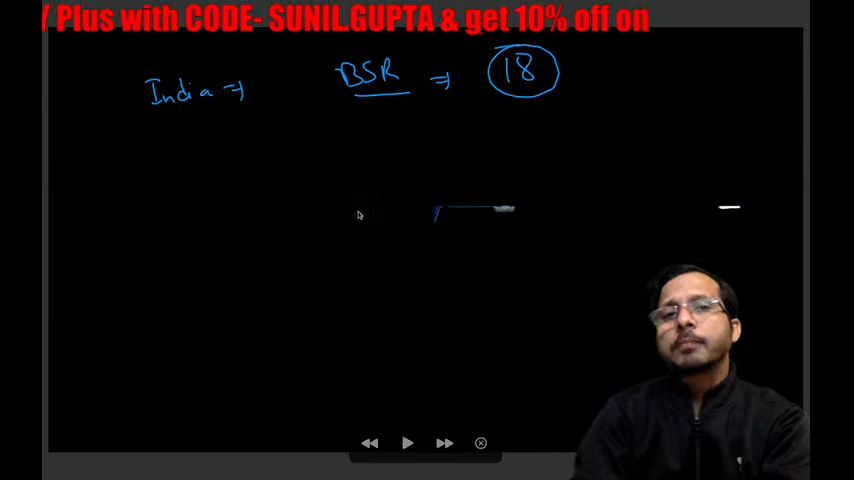 Plus with CODE- SUNIL.GUPTA & get 10% off on
India ⇒ BSR ⇒ 18